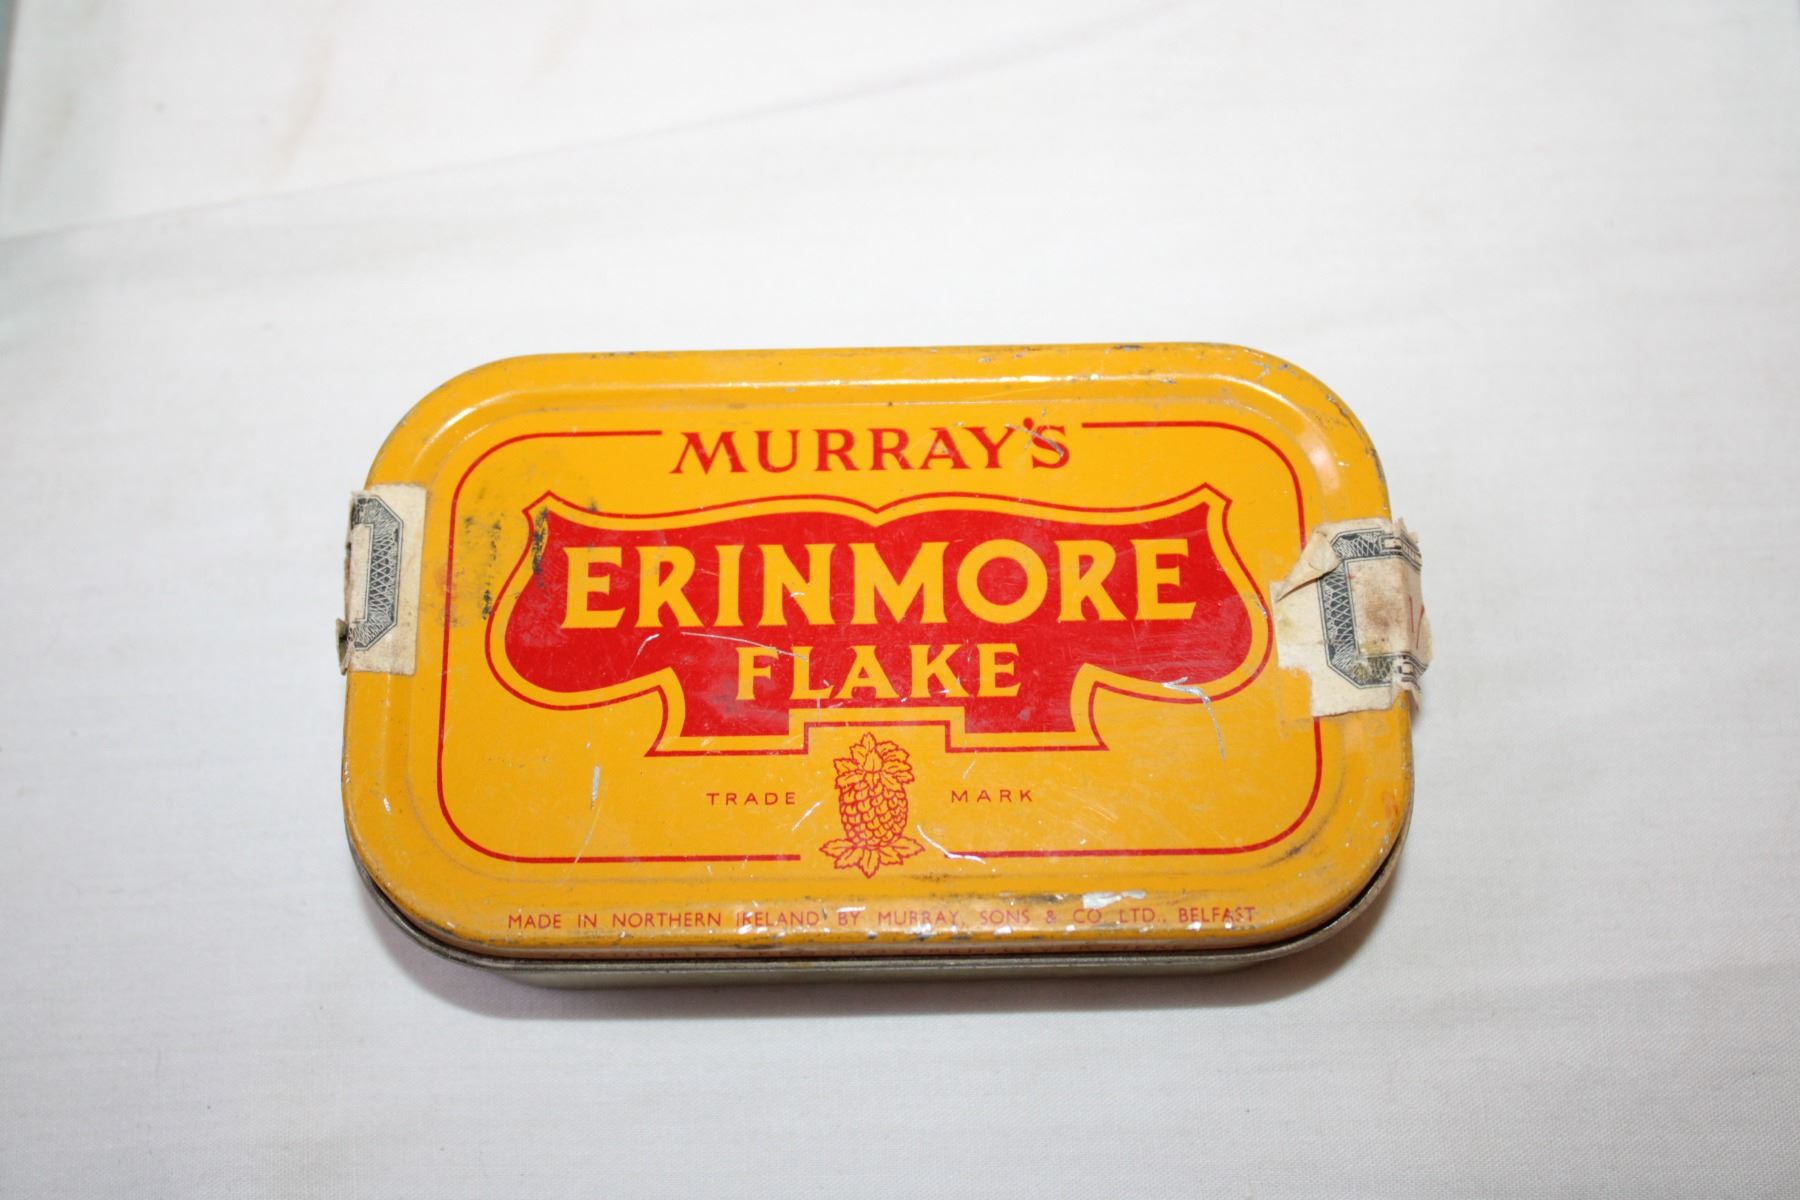 MURRAY'S
ERINMORE
FLAKE
TRADE MARK
MADE IN NORTHERN IRELAND BY MURRAY, SONS & CO. LTD., BELFAST